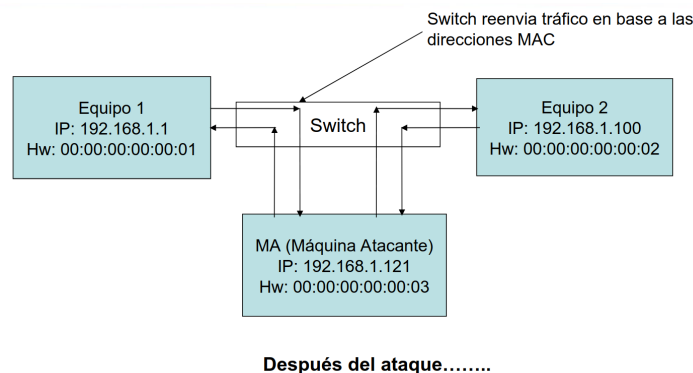 Switch reenvia tráfico en base a las
direcciones MAC
Equipo 1
IP: 192.168.1.1
Hw: 00:00:00:00:00:01
Switch
Equipo 2
IP: 192.168.1.100
Hw: 00:00:00:00:00:02
MA (Máquina Atacante)
IP: 192.168.1.121
Hw: 00:00:00:00:00:03
Después del ataque........